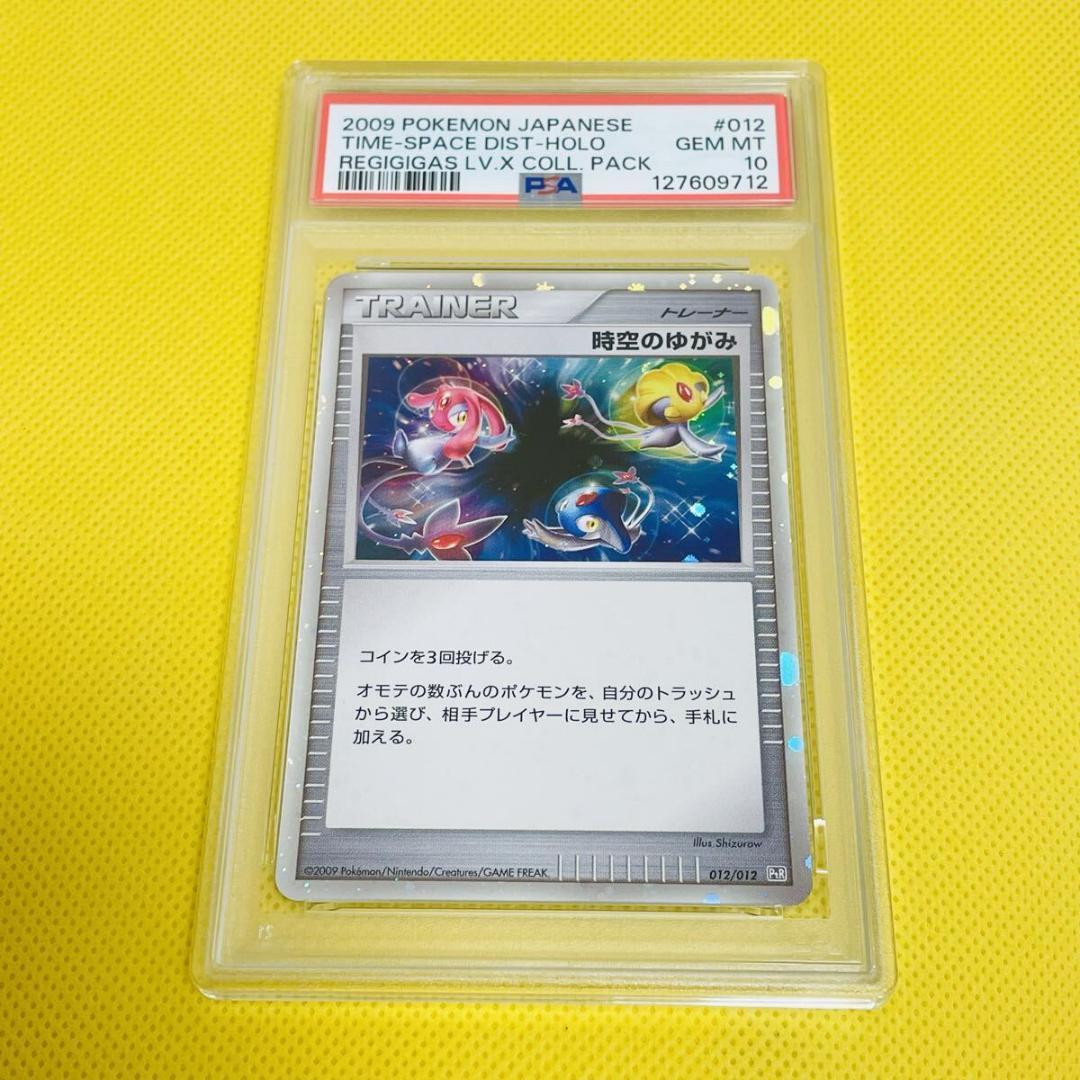 2009 POKEMON JAPANESE #012
TIME-SPACE DIST-HOLO GEM MT
REGIGIGAS LV.X COLL. PACK 10
PSA 127609712
TRAINER トレーナー
時空のゆがみ
コインを3回投げる。
オモテの数ぶんのポケモンを、自分のトラッシュ
から選び、相手プレイヤーに見せてから、手札に
加える。
Illus. Shizurow
©2009 Pokémon/Nintendo/Creatures/GAME FREAK 012/012 PtR